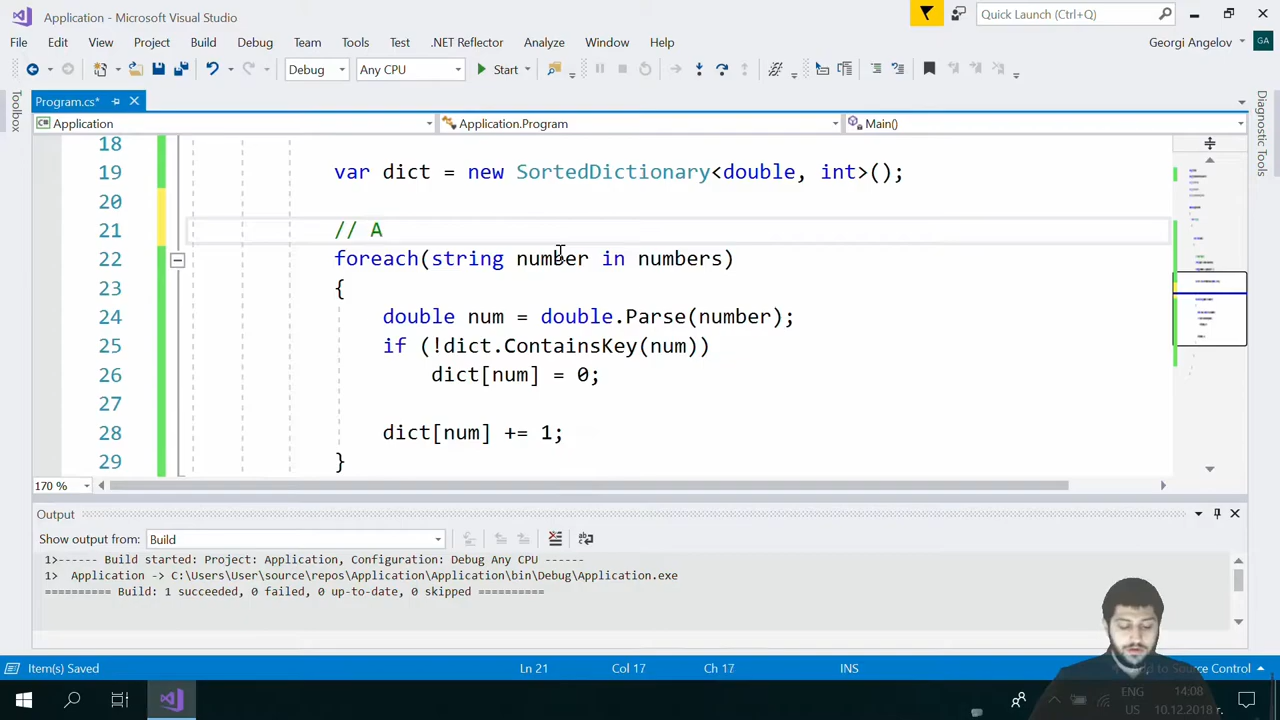 Application - Microsoft Visual Studio
Quick Launch (Ctrl+Q)
File Edit View Project Build Debug Team Tools Test .NET Reflector Analyze Window Help
Georgi Angelov GA
Debug Any CPU Start
Program.cs*
Toolbox
Diagnostic Tools
Application Application.Program Main()
18
19 var dict = new SortedDictionary<double, int>();
20
21 // A
22 foreach(string number in numbers)
23 {
24 double num = double.Parse(number);
25 if (!dict.ContainsKey(num))
26 dict[num] = 0;
27
28 dict[num] += 1;
29 }
170 %
Output
Show output from: Build
1>------ Build started: Project: Application, Configuration: Debug Any CPU ------
1> Application -> C:\Users\User\source\repos\Application\Application\bin\Debug\Application.exe
========== Build: 1 succeeded, 0 failed, 0 up-to-date, 0 skipped ==========
Item(s) Saved Ln 21 Col 17 Ch 17 INS to Source Control
ENG 14:08
US 10.12.2018 г.